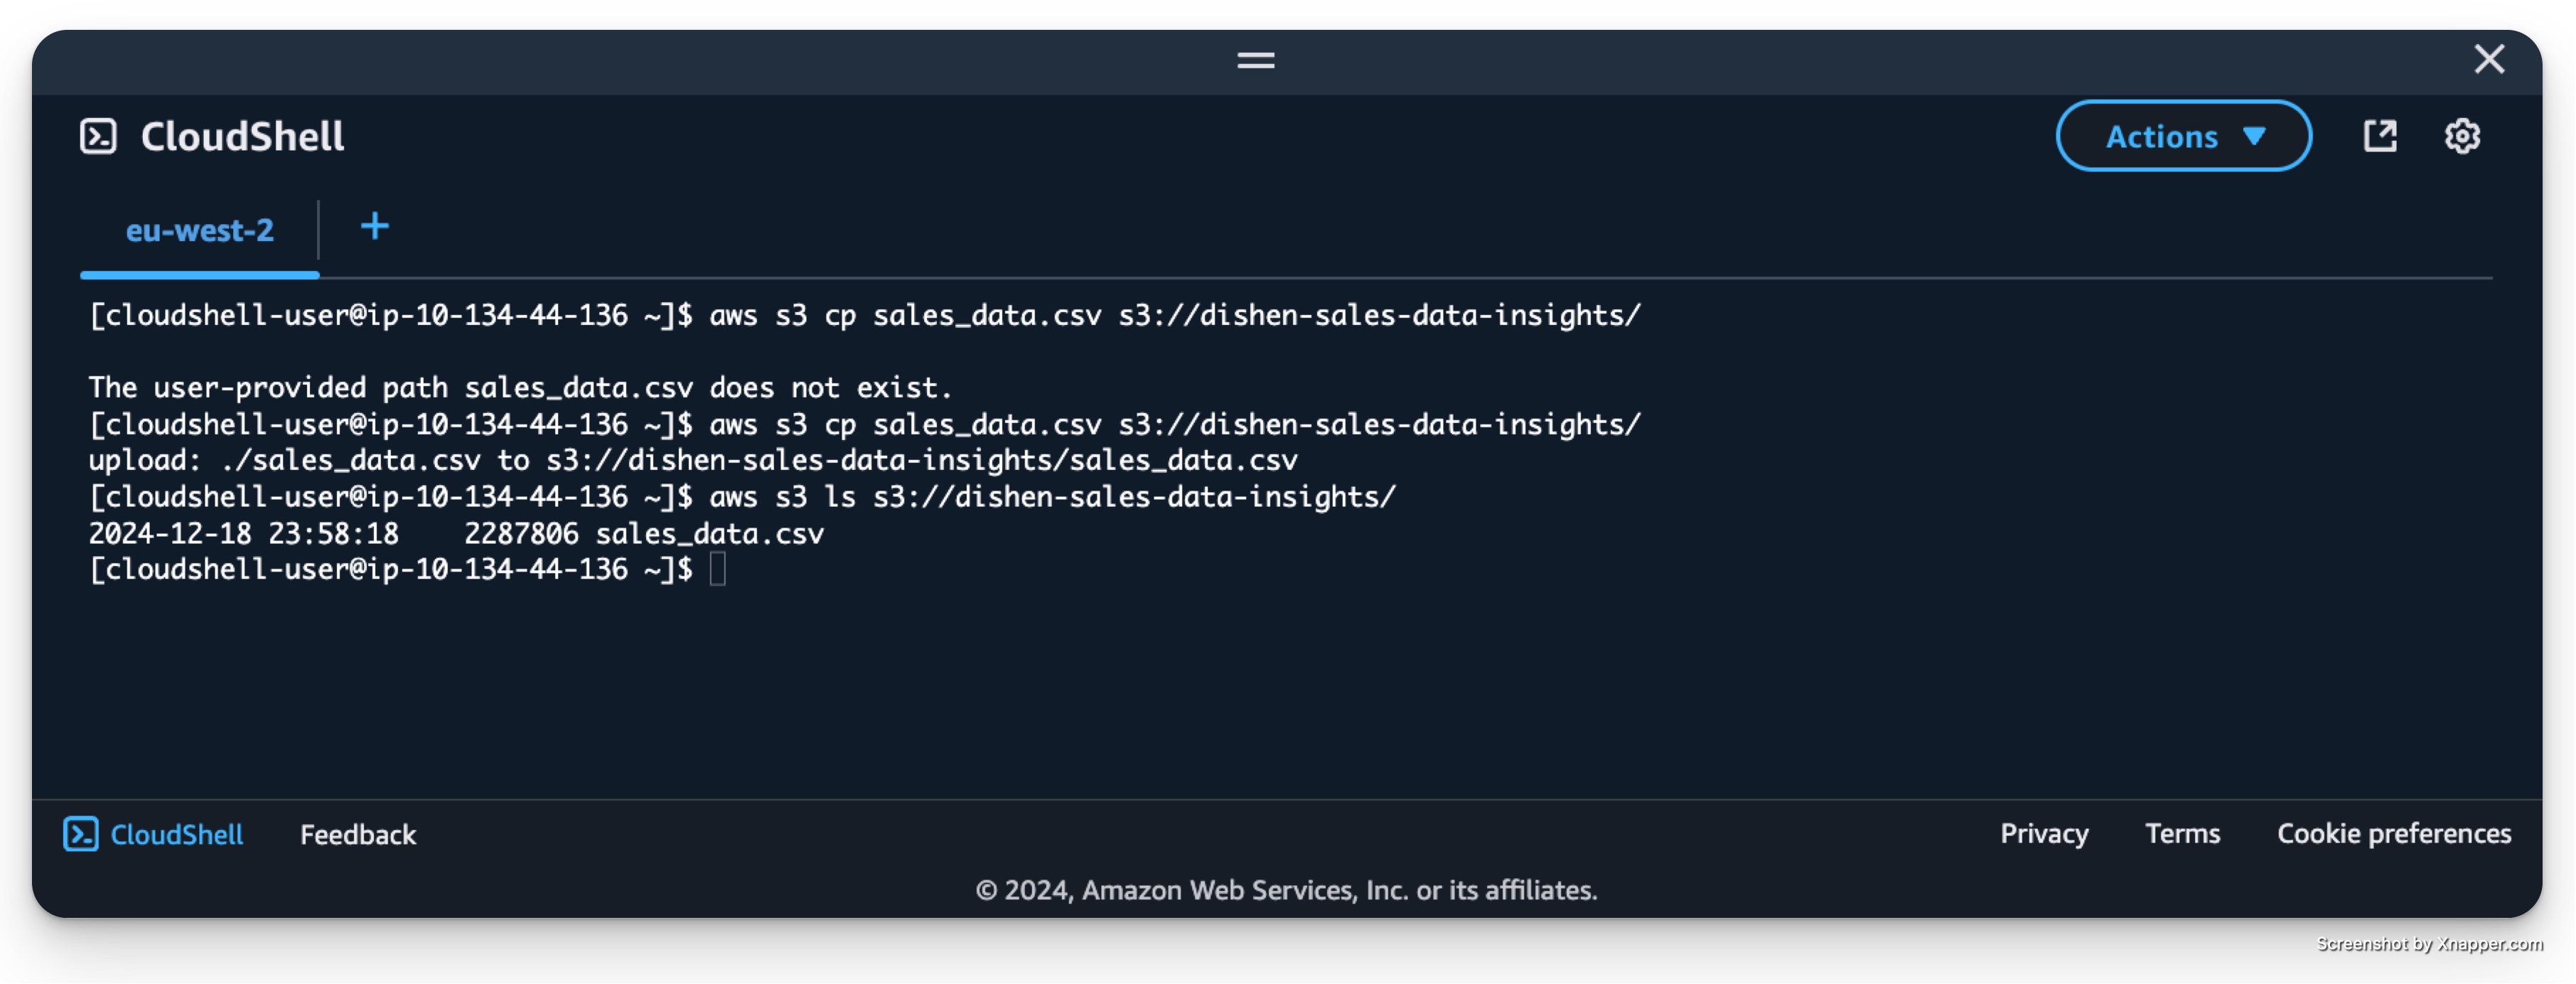 CloudShell
Actions
eu-west-2
[cloudshell-user@ip-10-134-44-136 ~]$ aws s3 cp sales_data.csv s3://dishen-sales-data-insights/
The user-provided path sales_data.csv does not exist.
[cloudshell-user@ip-10-134-44-136 ~]$ aws s3 cp sales_data.csv s3://dishen-sales-data-insights/
upload: ./sales_data.csv to s3://dishen-sales-data-insights/sales_data.csv
[cloudshell-user@ip-10-134-44-136 ~]$ aws s3 ls s3://dishen-sales-data-insights/
2024-12-18 23:58:18    2287806 sales_data.csv
[cloudshell-user@ip-10-134-44-136 ~]$
CloudShell Feedback Privacy Terms Cookie preferences
© 2024, Amazon Web Services, Inc. or its affiliates.
Screenshot by Xnapper.com